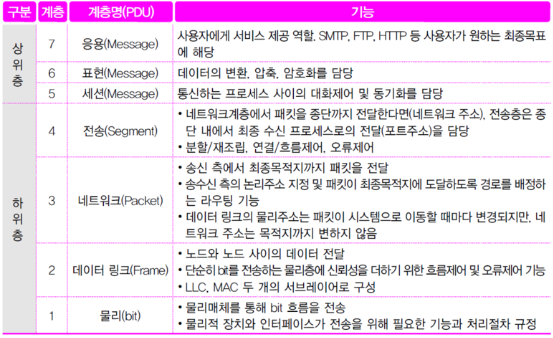 구분 계층 계층명(PDU) 기능
상위층
7 응용(Message) 사용자에게 서비스 제공 역할, SMTP, FTP, HTTP 등 사용자가 원하는 최종목표
에 해당
6 표현(Message) 데이터의 변환, 압축, 암호화를 담당
5 세션(Message) 통신하는 프로세스 사이의 대화제어 및 동기화를 담당
하위층
4 전송(Segment) • 네트워크계층에서 패킷을 종단까지 전달한다면(네트워크 주소), 전송층은 종
단 내에서 최종 수신 프로세스로의 전달(포트주소)을 담당
• 분할/재조립, 연결/흐름제어, 오류제어
3 네트워크(Packet) • 송신 측에서 최종목적지까지 패킷을 전달
• 송수신 측의 논리주소 지정 및 패킷이 최종목적지에 도달하도록 경로를 배정하
는 라우팅 기능
• 데이터 링크의 물리주소는 패킷이 시스템으로 이동할 때마다 변경되지만, 네
트워크 주소는 목적지까지 변하지 않음
2 데이터 링크(Frame) • 노드와 노드 사이의 데이터 전달
• 단순히 bit를 전송하는 물리층에 신뢰성을 더하기 위한 흐름제어 및 오류제어 기능
• LLC, MAC 두 개의 서브레이어로 구성
1 물리(bit) • 물리매체를 통해 bit 흐름을 전송
• 물리적 장치와 인터페이스가 전송을 위해 필요한 기능과 처리절차 규정